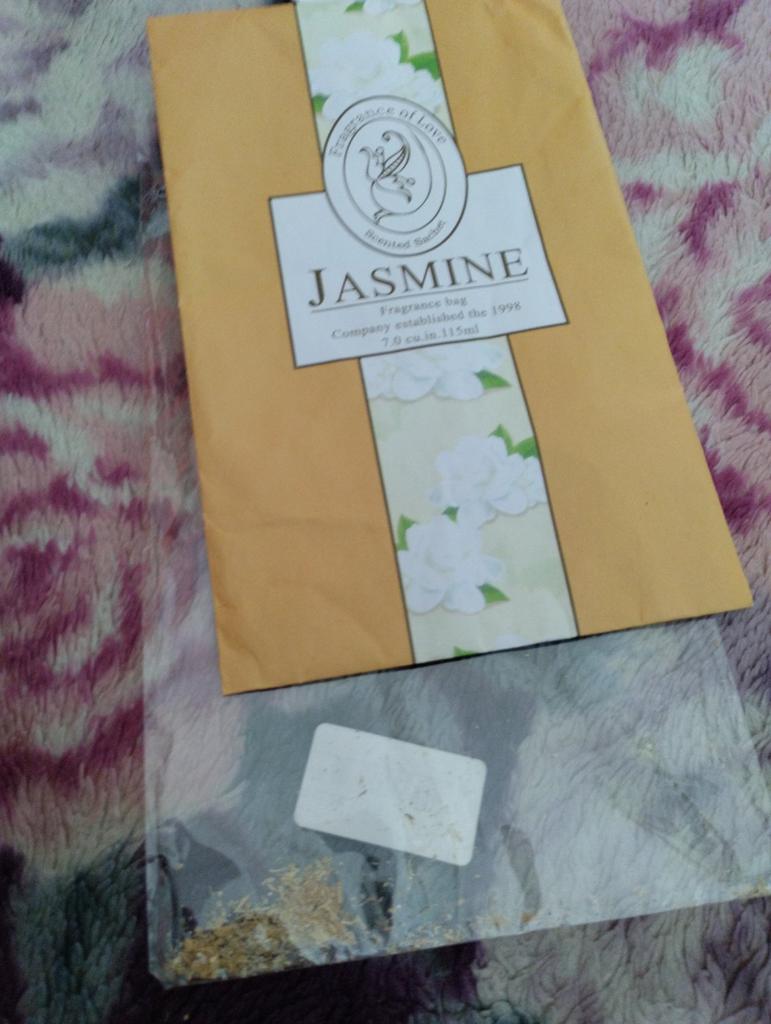 Fragrance of Love
Scented Sachet
JASMINE
Fragrance bag
Company established the 1998
7.0 cu.in.115ml